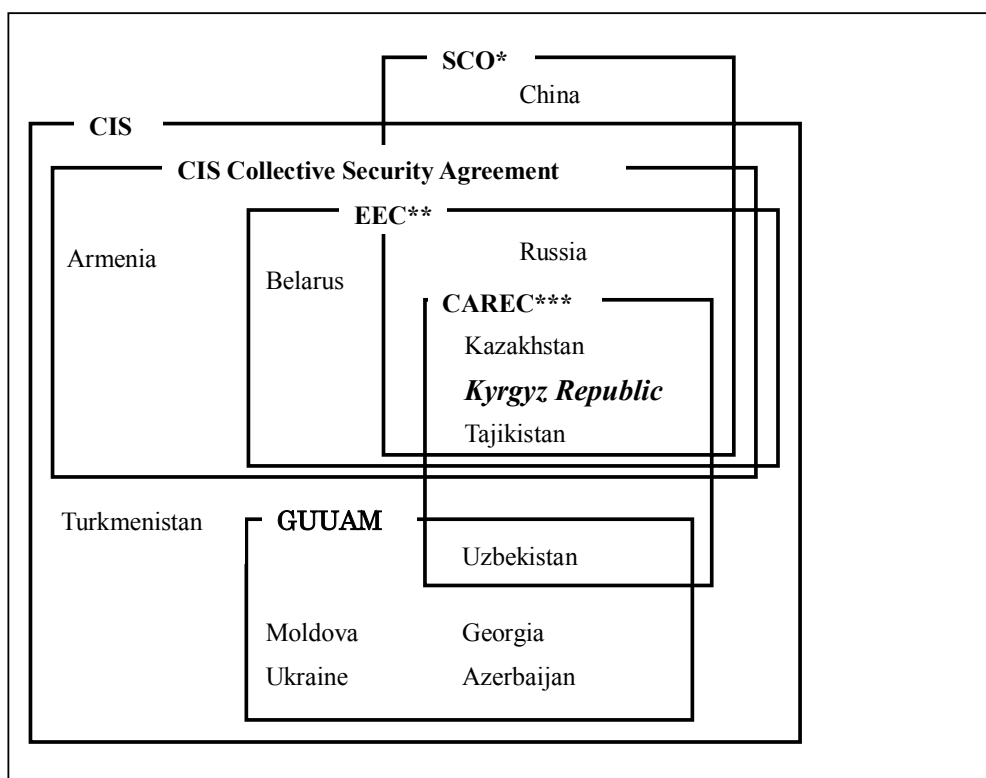 SCO*
China
CIS
CIS Collective Security Agreement
EEC**
Armenia
Belarus
Russia
CAREC***
Kazakhstan
Kyrgyz Republic
Tajikistan
Turkmenistan
GUUAM
Uzbekistan
Moldova
Georgia
Ukraine
Azerbaijan